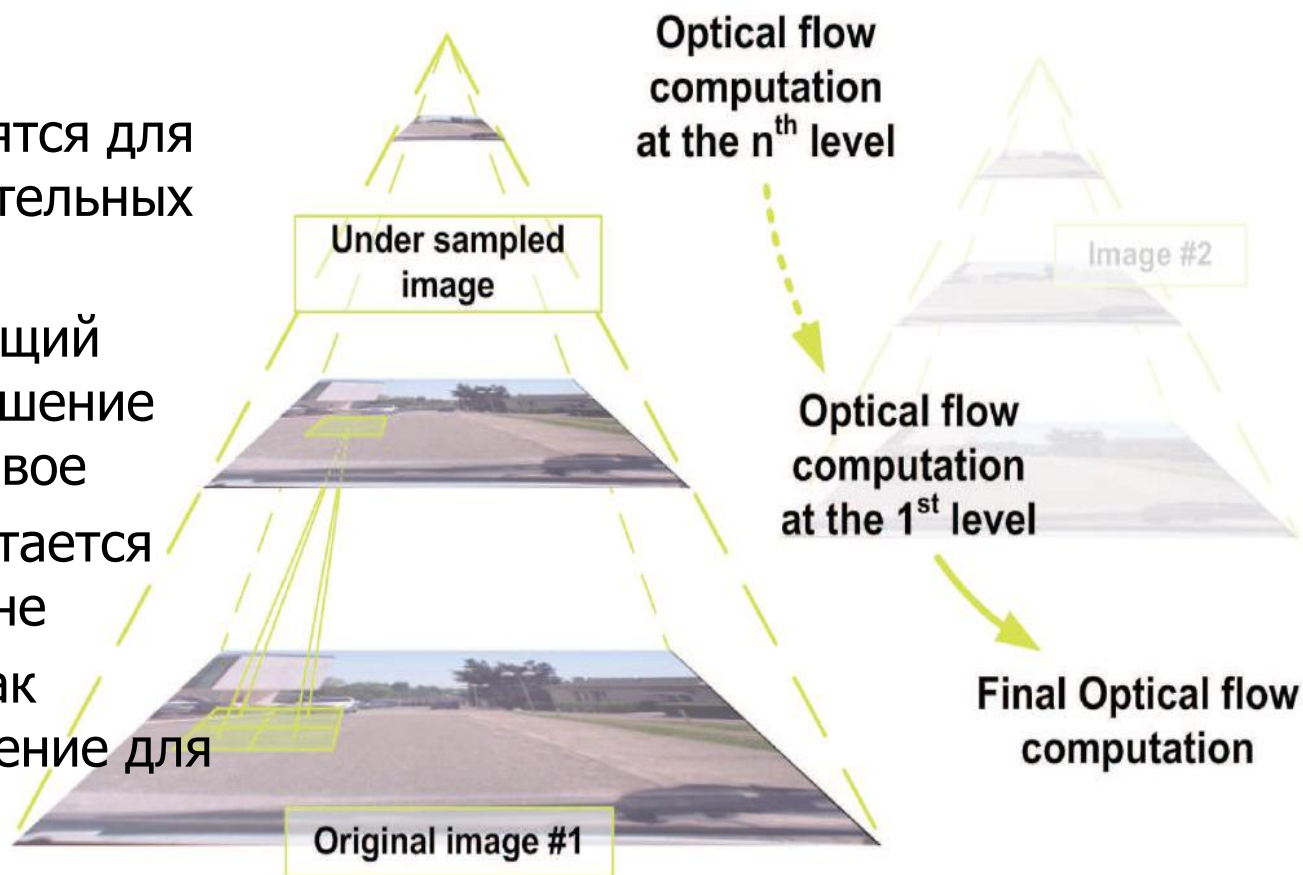 ятся для
тельных
щий
шение
вое
тается
не
ак
ение для
Under sampled
image
Original image #1
Optical flow
computation
at the nth level
Optical flow
computation
at the 1st level
Final Optical flow
computation
Image #2